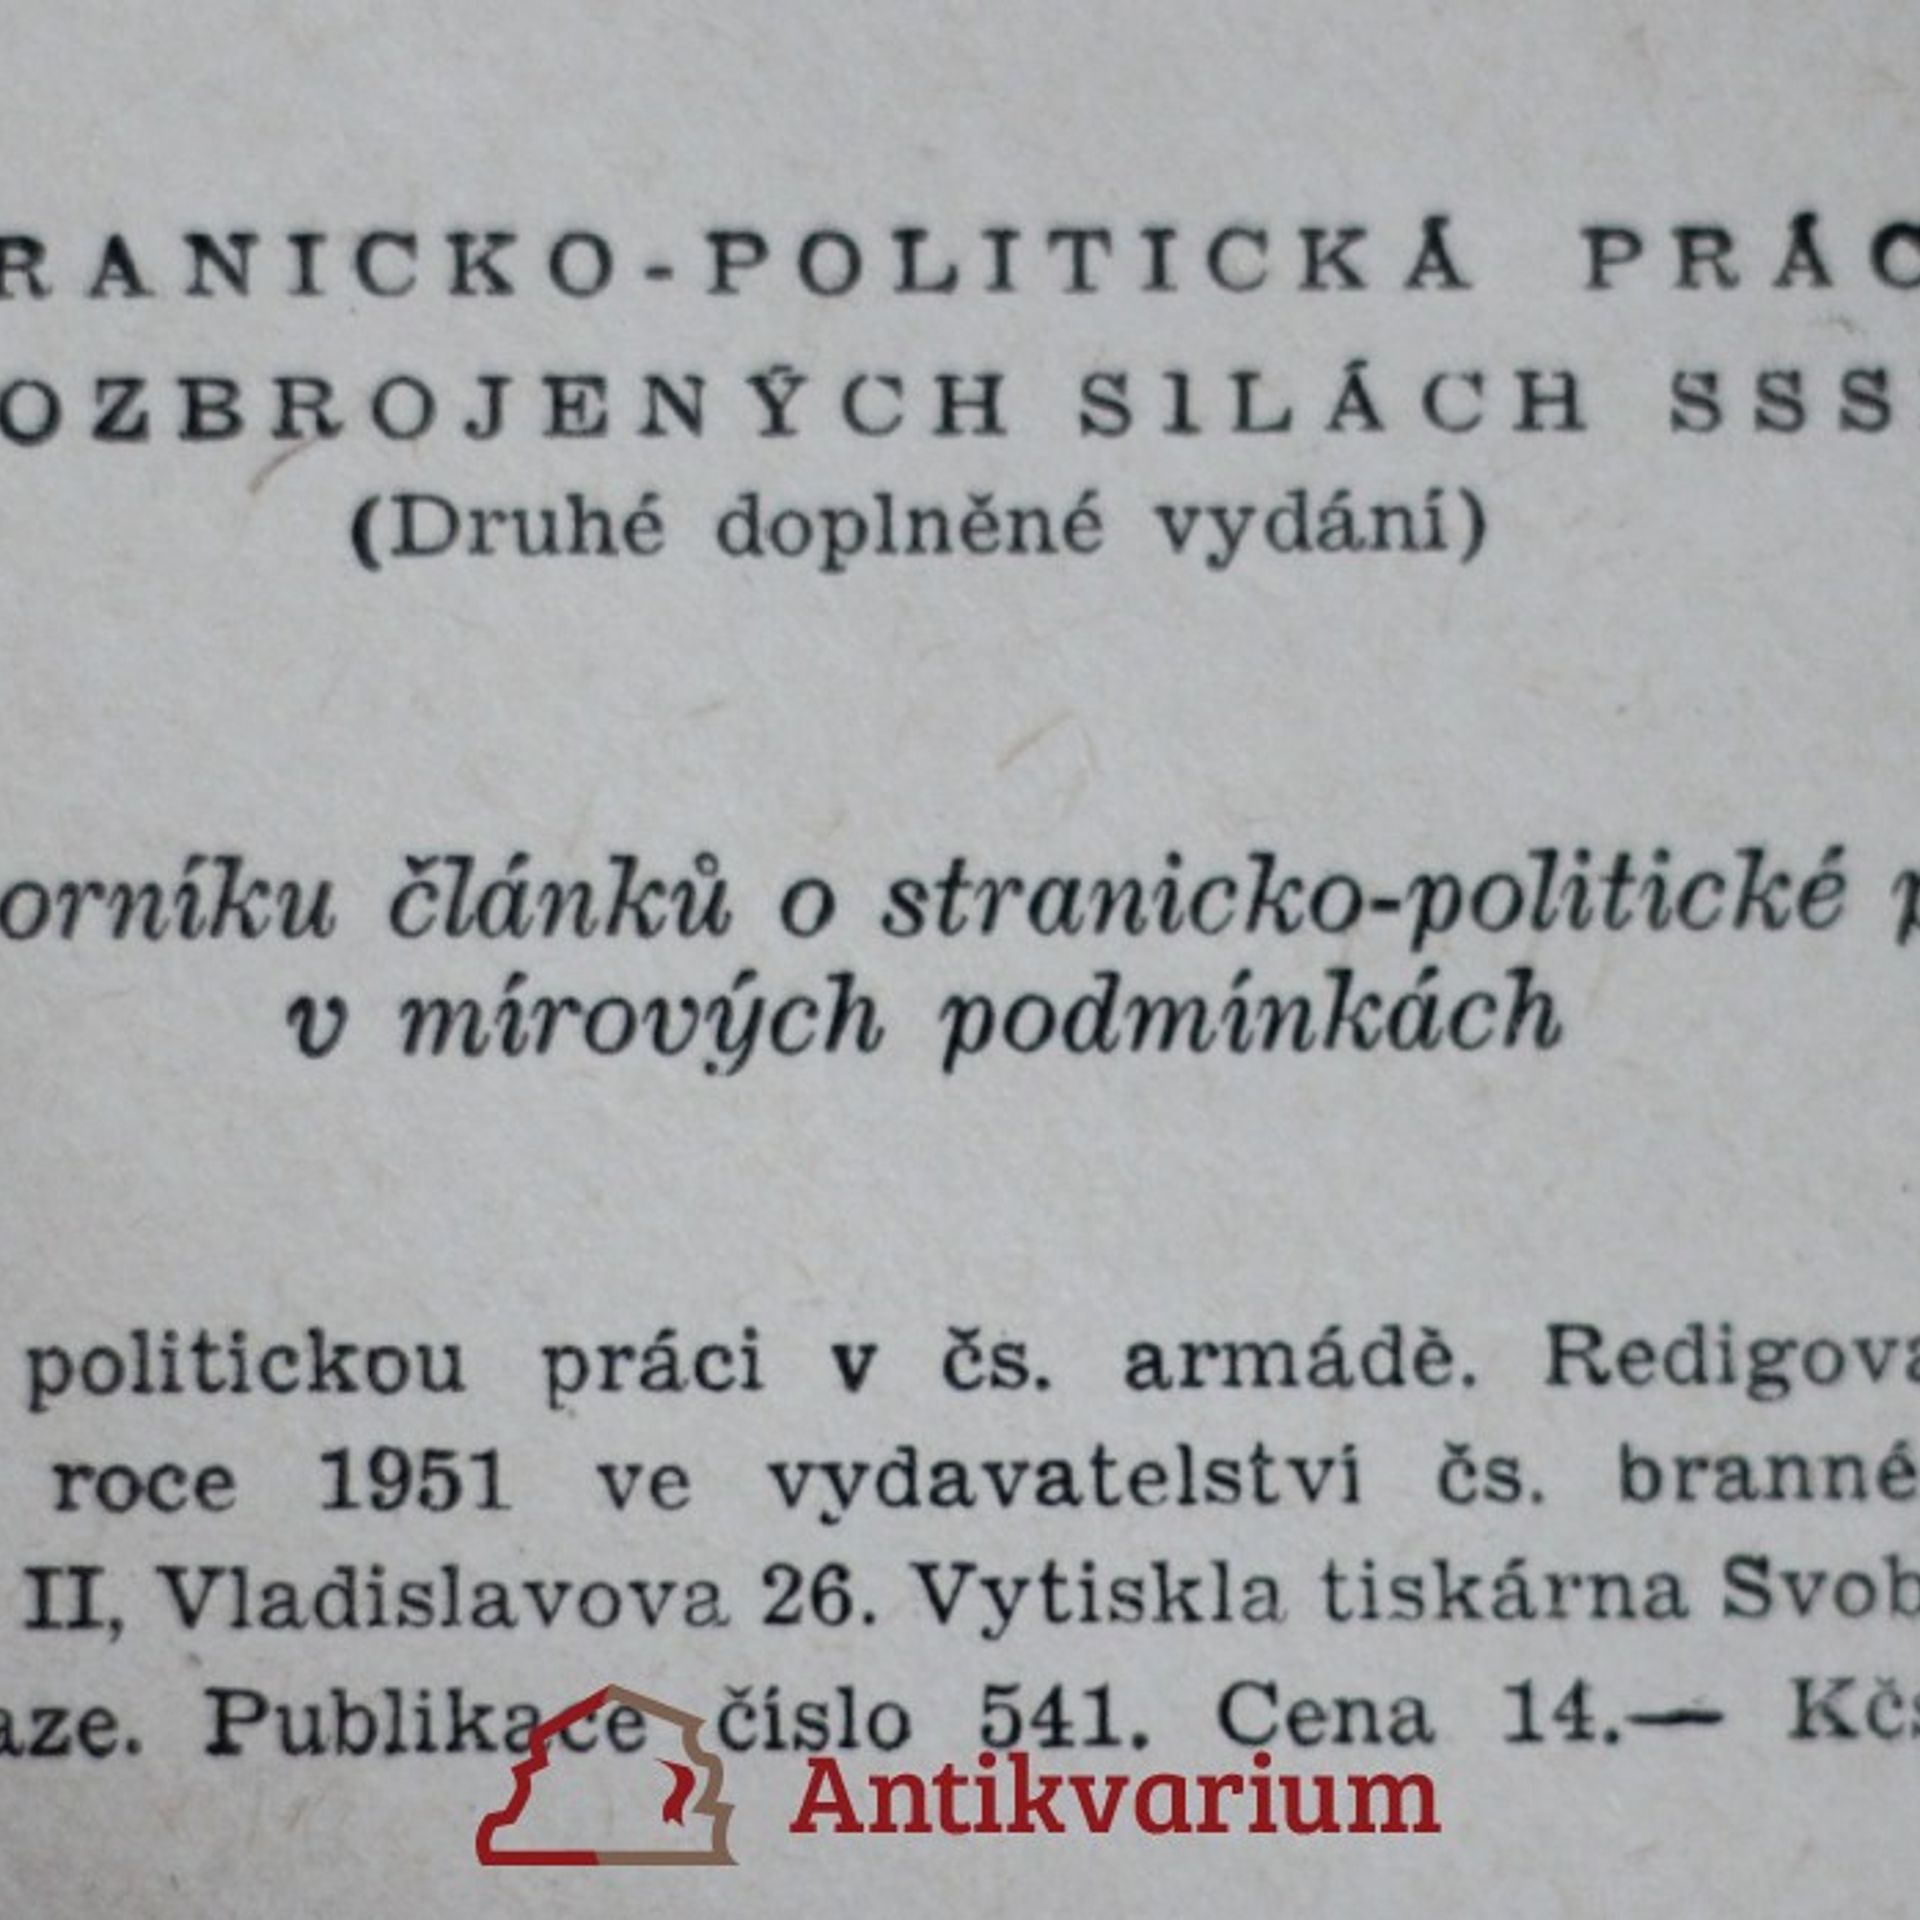 RANICKO-POLITICKÁ PRÁC
OZBROJENÝCH SILÁCH SSS
(Druhé doplněné vydání)
orníku článků o stranicko-politické p
v mírových podmínkách
politickou práci v čs. armádě. Redigova
roce 1951 ve vydavatelství čs. branné
II, Vladislavova 26. Vytiskla tiskárna Svob
aze. Publikace číslo 541. Cena 14.— Kčs
Antikvarium